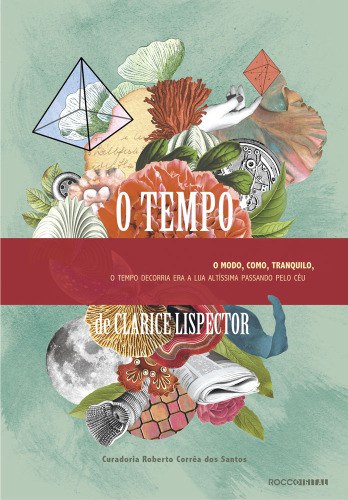 O TEMPO
O MODO, COMO, TRANQUILO,
O TEMPO DECORRIA ERA A LUA ALTÍSSIMA PASSANDO PELO CÉU
de CLARICE LISPECTOR
Curadoria Roberto Corrêa dos Santos
ROCCODIGITAL